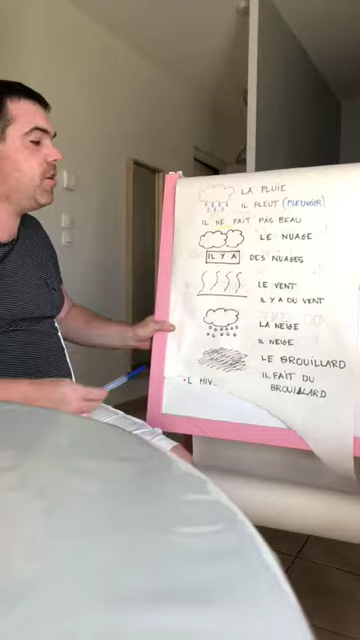 LA PLUIE
IL PLEUT (PLEUVOIR)
IL NE FAIT PAS BEAU
LE NUAGE
IL Y A DES NUAGES
LE VENT
IL Y A DU VENT
LA NEIGE
IL NEIGE
LE BROUILLARD
IL FAIT DU
BROUILLARD
• L HIV